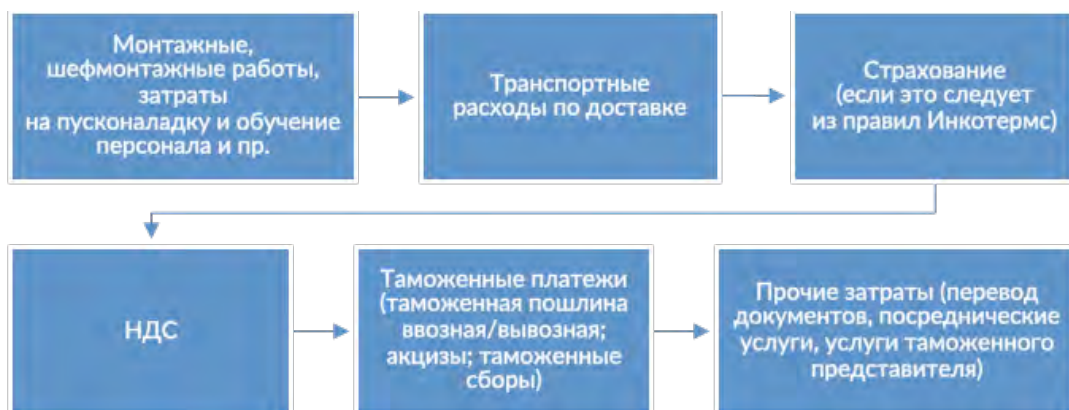 Монтажные,
шефмонтажные работы,
затраты
на пусконаладку и обучение
персонала и пр.
Транспортные
расходы по доставке
Страхование
(если это следует
из правил Инкотермс)
НДС
Таможенные платежи
(таможенная пошлина
ввозная/вывозная;
акцизы; таможенные
сборы)
Прочие затраты (перевод
документов, посреднические
услуги, услуги таможенного
представителя)